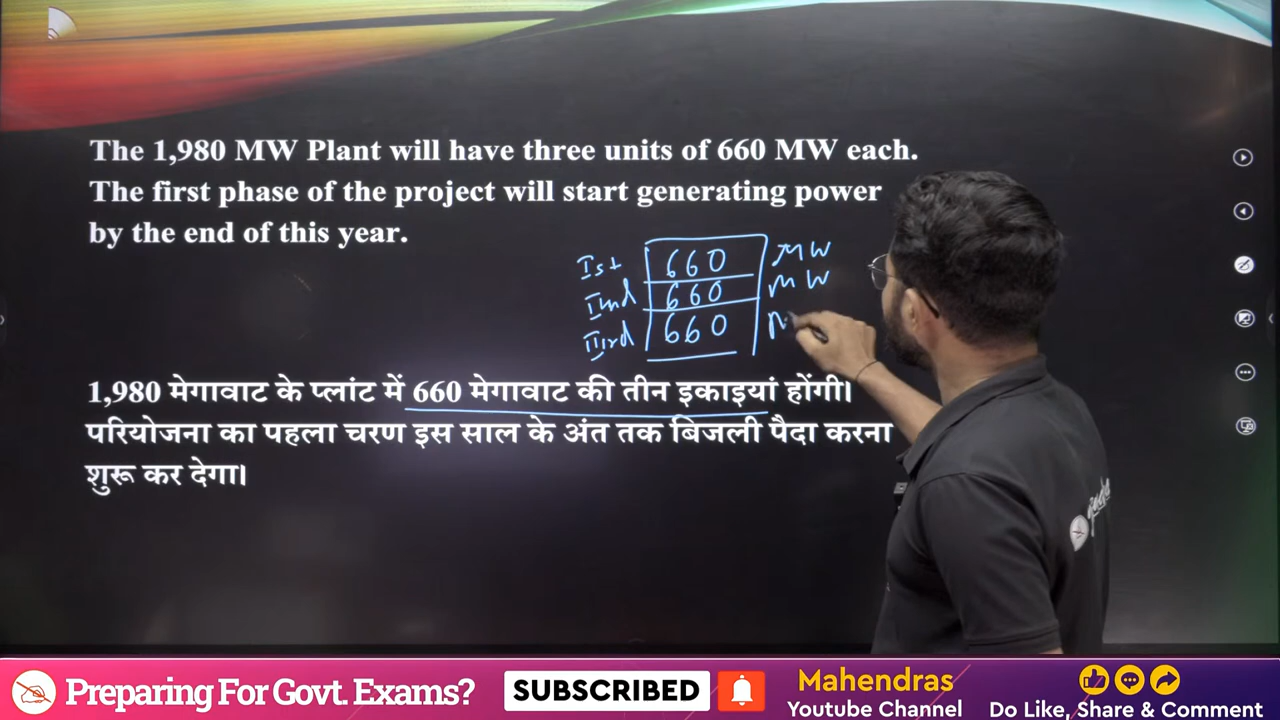 The 1,980 MW Plant will have three units of 660 MW each.
The first phase of the project will start generating power
by the end of this year.
Ist 660 MW
IInd 660 MW
IIIrd 660 M
1,980 मेगावाट के प्लांट में 660 मेगावाट की तीन इकाइयां होंगी।
परियोजना का पहला चरण इस साल के अंत तक बिजली पैदा करना
शुरू कर देगा।
Preparing For Govt. Exams?
SUBSCRIBED
Mahendras
Youtube Channel
Do Like, Share & Comment